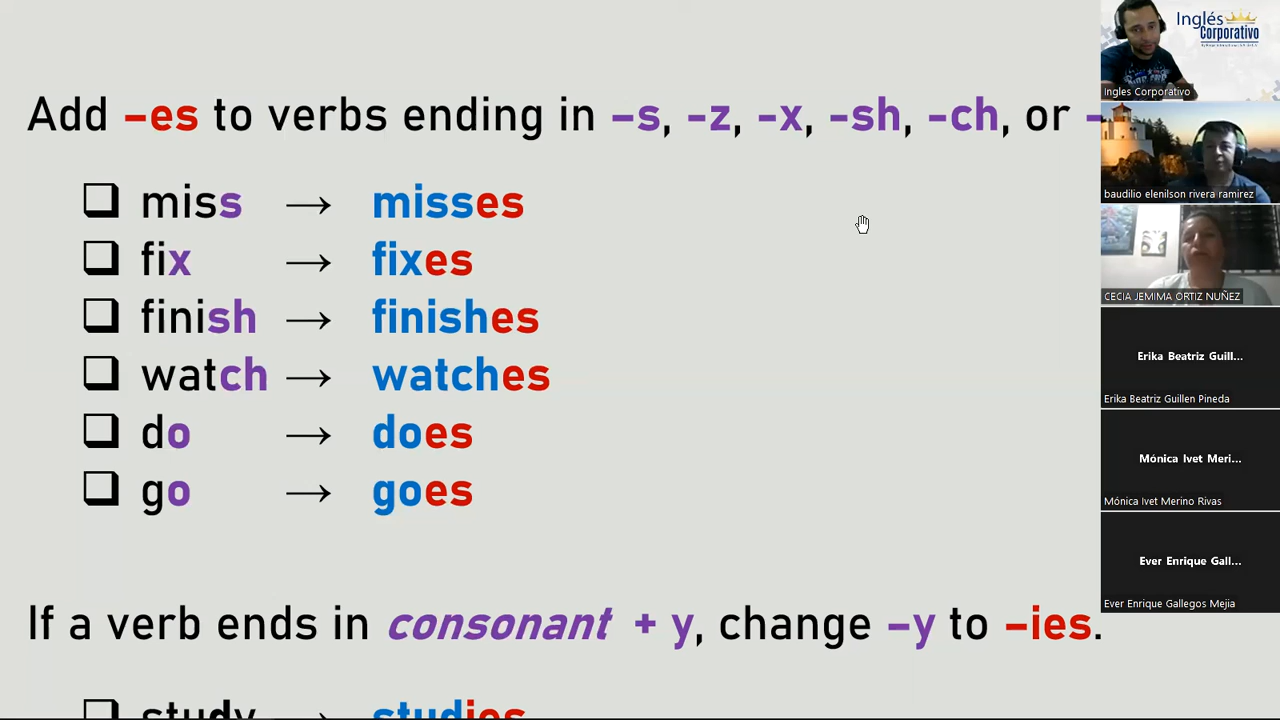 Add –es to verbs ending in –s, -z, -x, -sh, -ch, or -
❑ miss → misses
❑ fix → fixes
❑ finish → finishes
❑ watch → watches
❑ do → does
❑ go → goes
If a verb ends in consonant + y, change –y to –ies.
❑ study → studies
Inglés
Corporativo
Ingles Corporativo
baudilio elenilson rivera ramirez
CECIA JEMIMA ORTIZ NUÑEZ
Erika Beatriz Guill...
Erika Beatriz Guillen Pineda
Mónica Ivet Meri...
Mónica Ivet Merino Rivas
Ever Enrique Gall...
Ever Enrique Gallegos Mejia